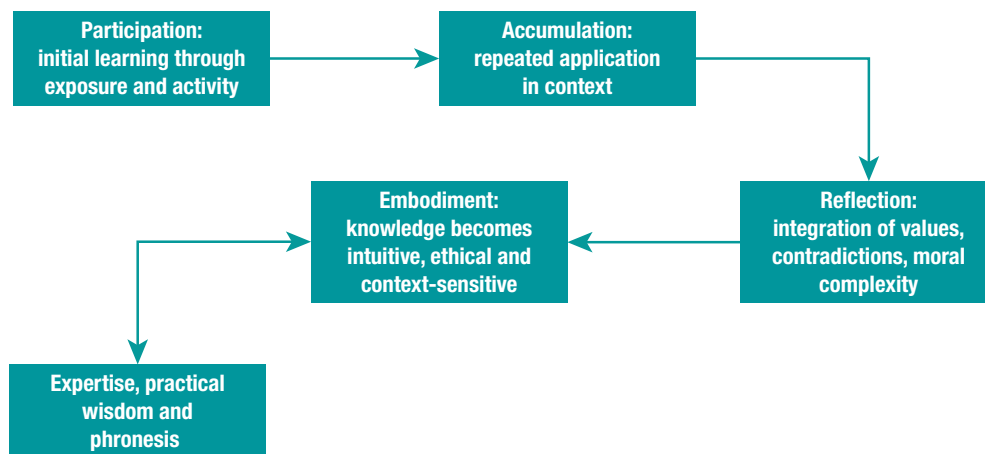 Participation:
initial learning through
exposure and activity
Accumulation:
repeated application
in context
Reflection:
integration of values,
contradictions, moral
complexity
Embodiment:
knowledge becomes
intuitive, ethical and
context-sensitive
Expertise, practical
wisdom and
phronesis